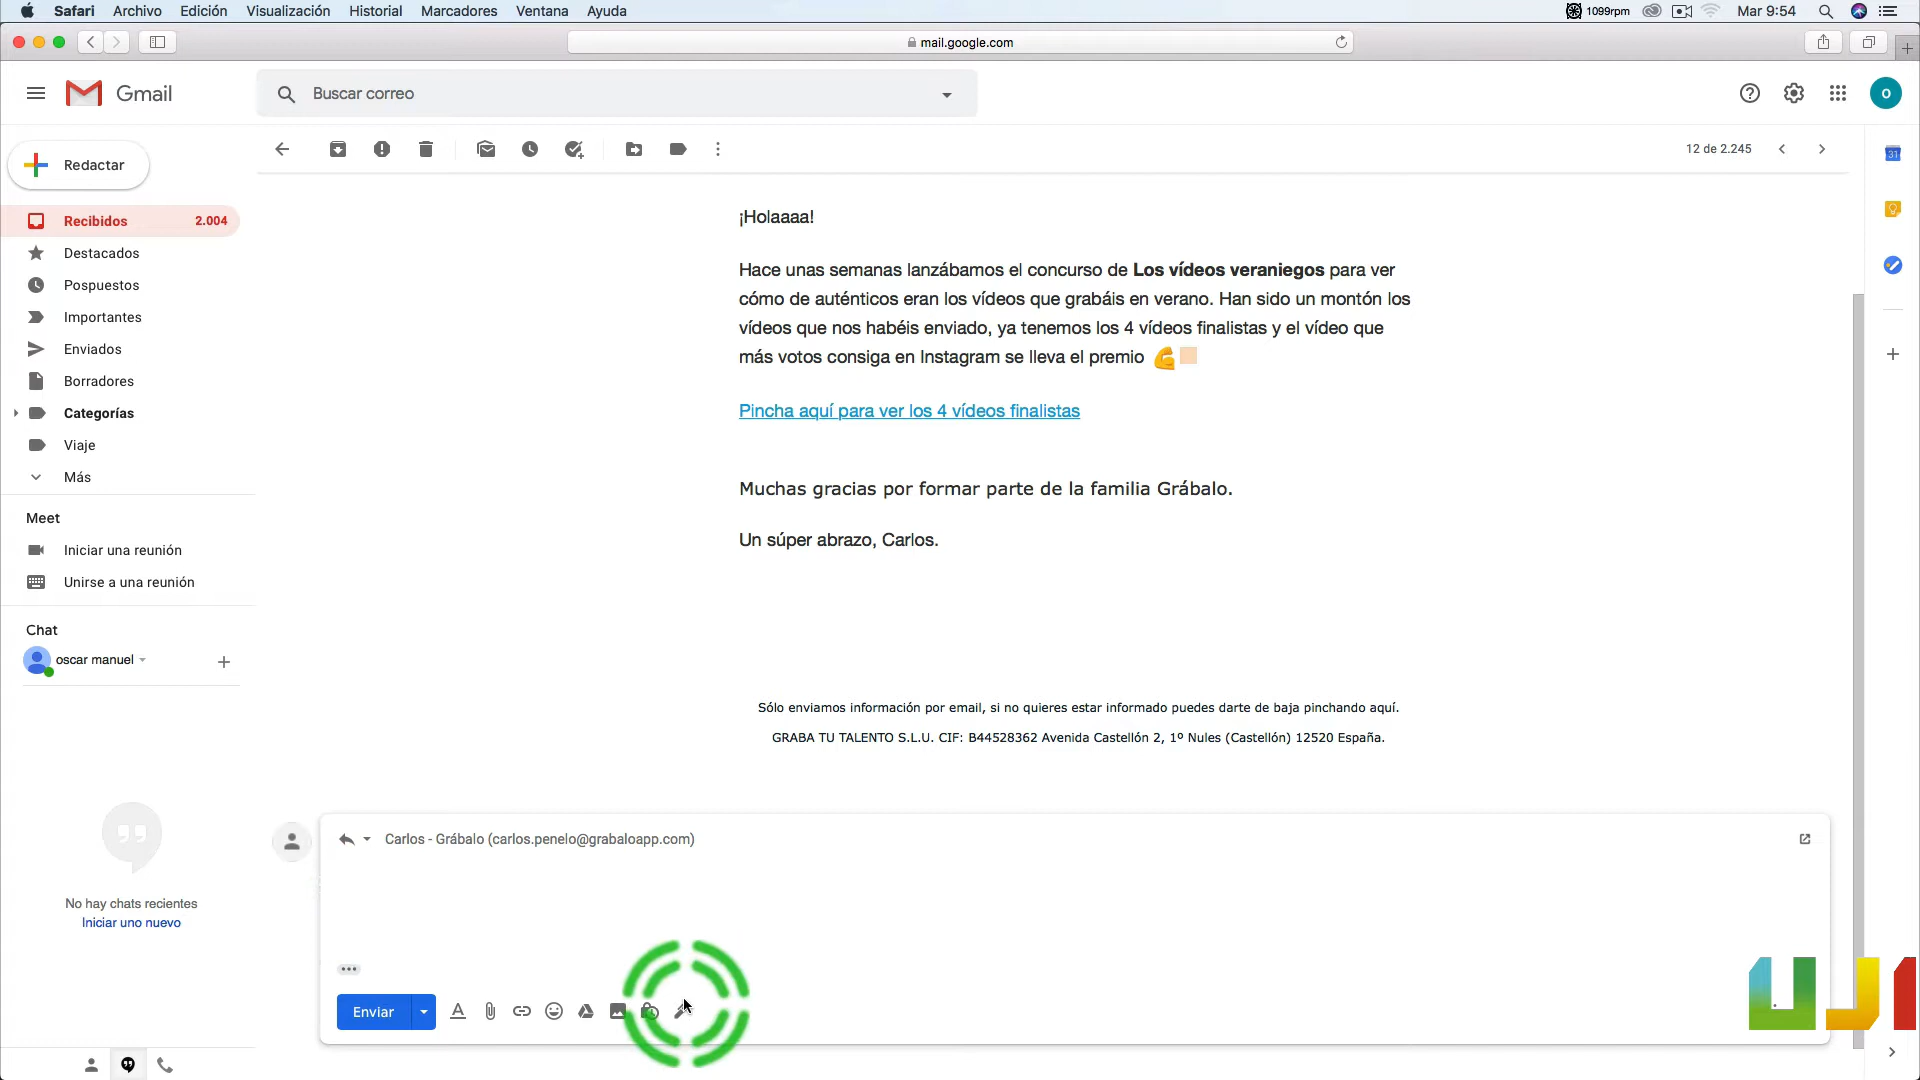 Safari Archivo Edición Visualización Historial Marcadores Ventana Ayuda 1099rpm Mar 9:54
mail.google.com
Gmail
Buscar correo
o
Redactar
12 de 2.245
31
Recibidos 2.004
Destacados
Pospuestos
Importantes
Enviados
Borradores
Categorías
Viaje
Más
Meet
Iniciar una reunión
Unirse a una reunión
Chat
oscar manuel
No hay chats recientes
Iniciar uno nuevo
¡Holaaaa!
Hace unas semanas lanzábamos el concurso de Los vídeos veraniegos para ver
cómo de auténticos eran los vídeos que grabáis en verano. Han sido un montón los
vídeos que nos habéis enviado, ya tenemos los 4 vídeos finalistas y el vídeo que
más votos consiga en Instagram se lleva el premio 💪
Pincha aquí para ver los 4 vídeos finalistas
Muchas gracias por formar parte de la familia Grábalo.
Un súper abrazo, Carlos.
Sólo enviamos información por email, si no quieres estar informado puedes darte de baja pinchando aquí.
GRABA TU TALENTO S.L.U. CIF: B44528362 Avenida Castellón 2, 1º Nules (Castellón) 12520 España.
Carlos - Grábalo (carlos.penelo@grabaloapp.com)
Enviar
UJI